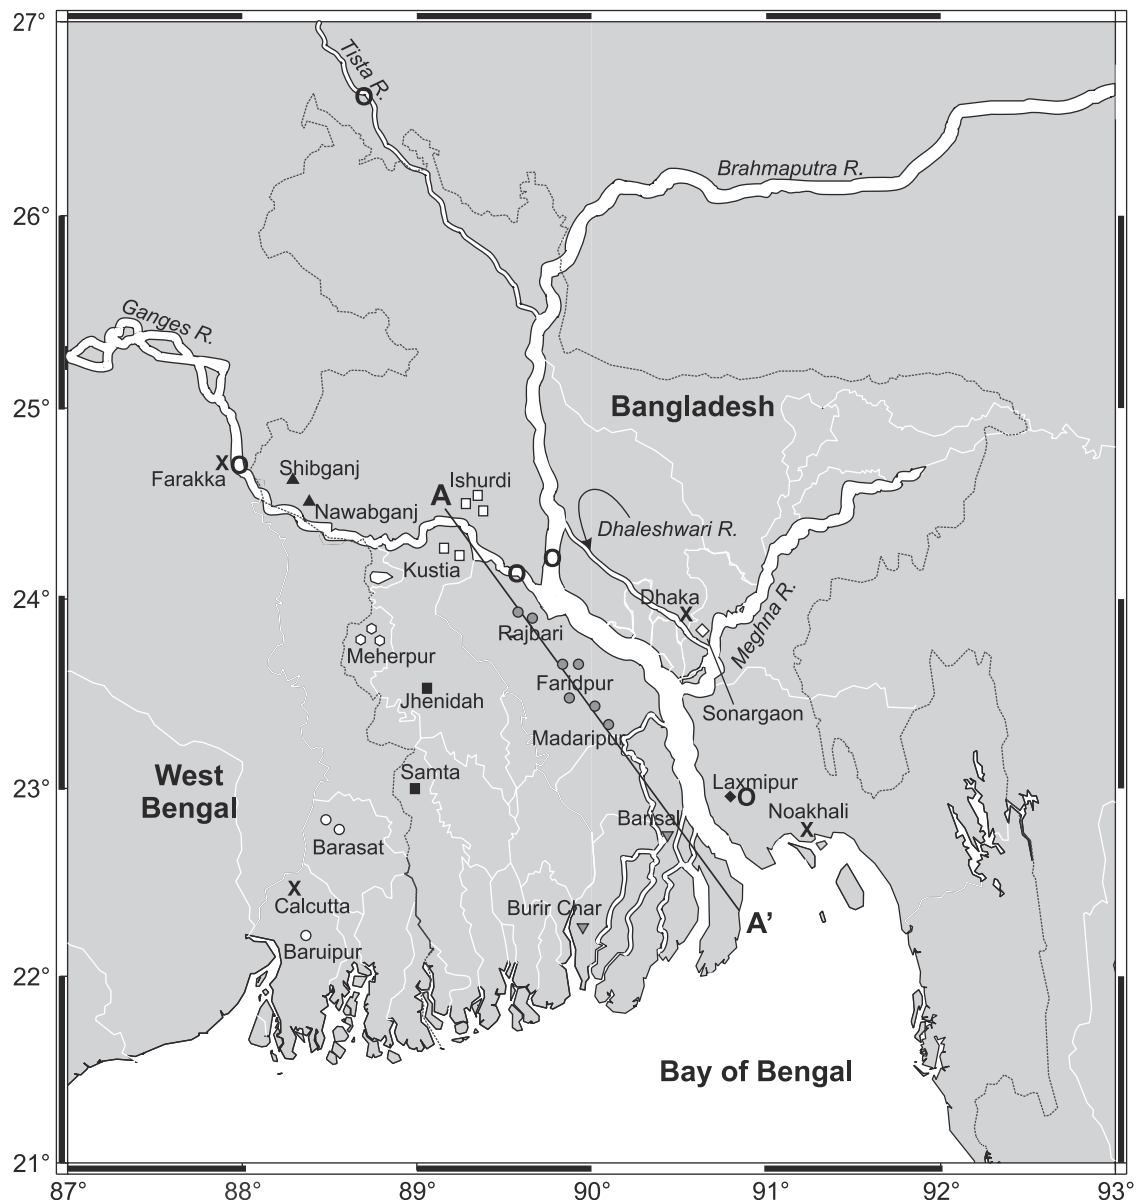 27°
Tista R.
O
Brahmaputra R.
26°
Ganges R.
25°
Bangladesh
X O
Farakka
Shibganj
Nawabganj
A
Ishurdi
Dhaleshwari R.
Kustia
O
O
24°
Dhaka
X
Rajbari
Meghna R.
Meherpur
Faridpur
Jhenidah
Sonargaon
Madaripur
23°
West
Bengal
Samta
Laxmipur
O
Noakhali
X
Barisal
Barasat
X
Calcutta
Burir Char
A’
Baruipur
22°
Bay of Bengal
21°
87° 88° 89° 90° 91° 92° 93°